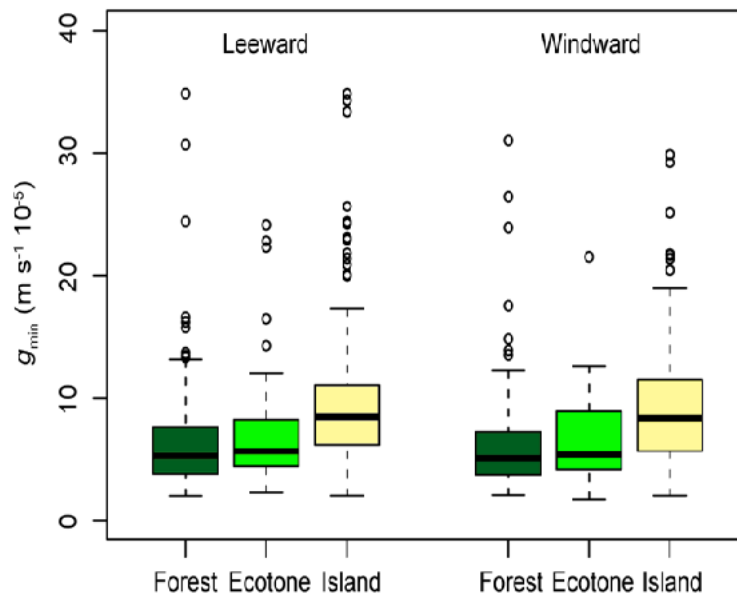 Leeward Windward
40
30
20
10
0
g_min (m s⁻¹ 10⁻⁵)
Forest Ecotone Island Forest Ecotone Island